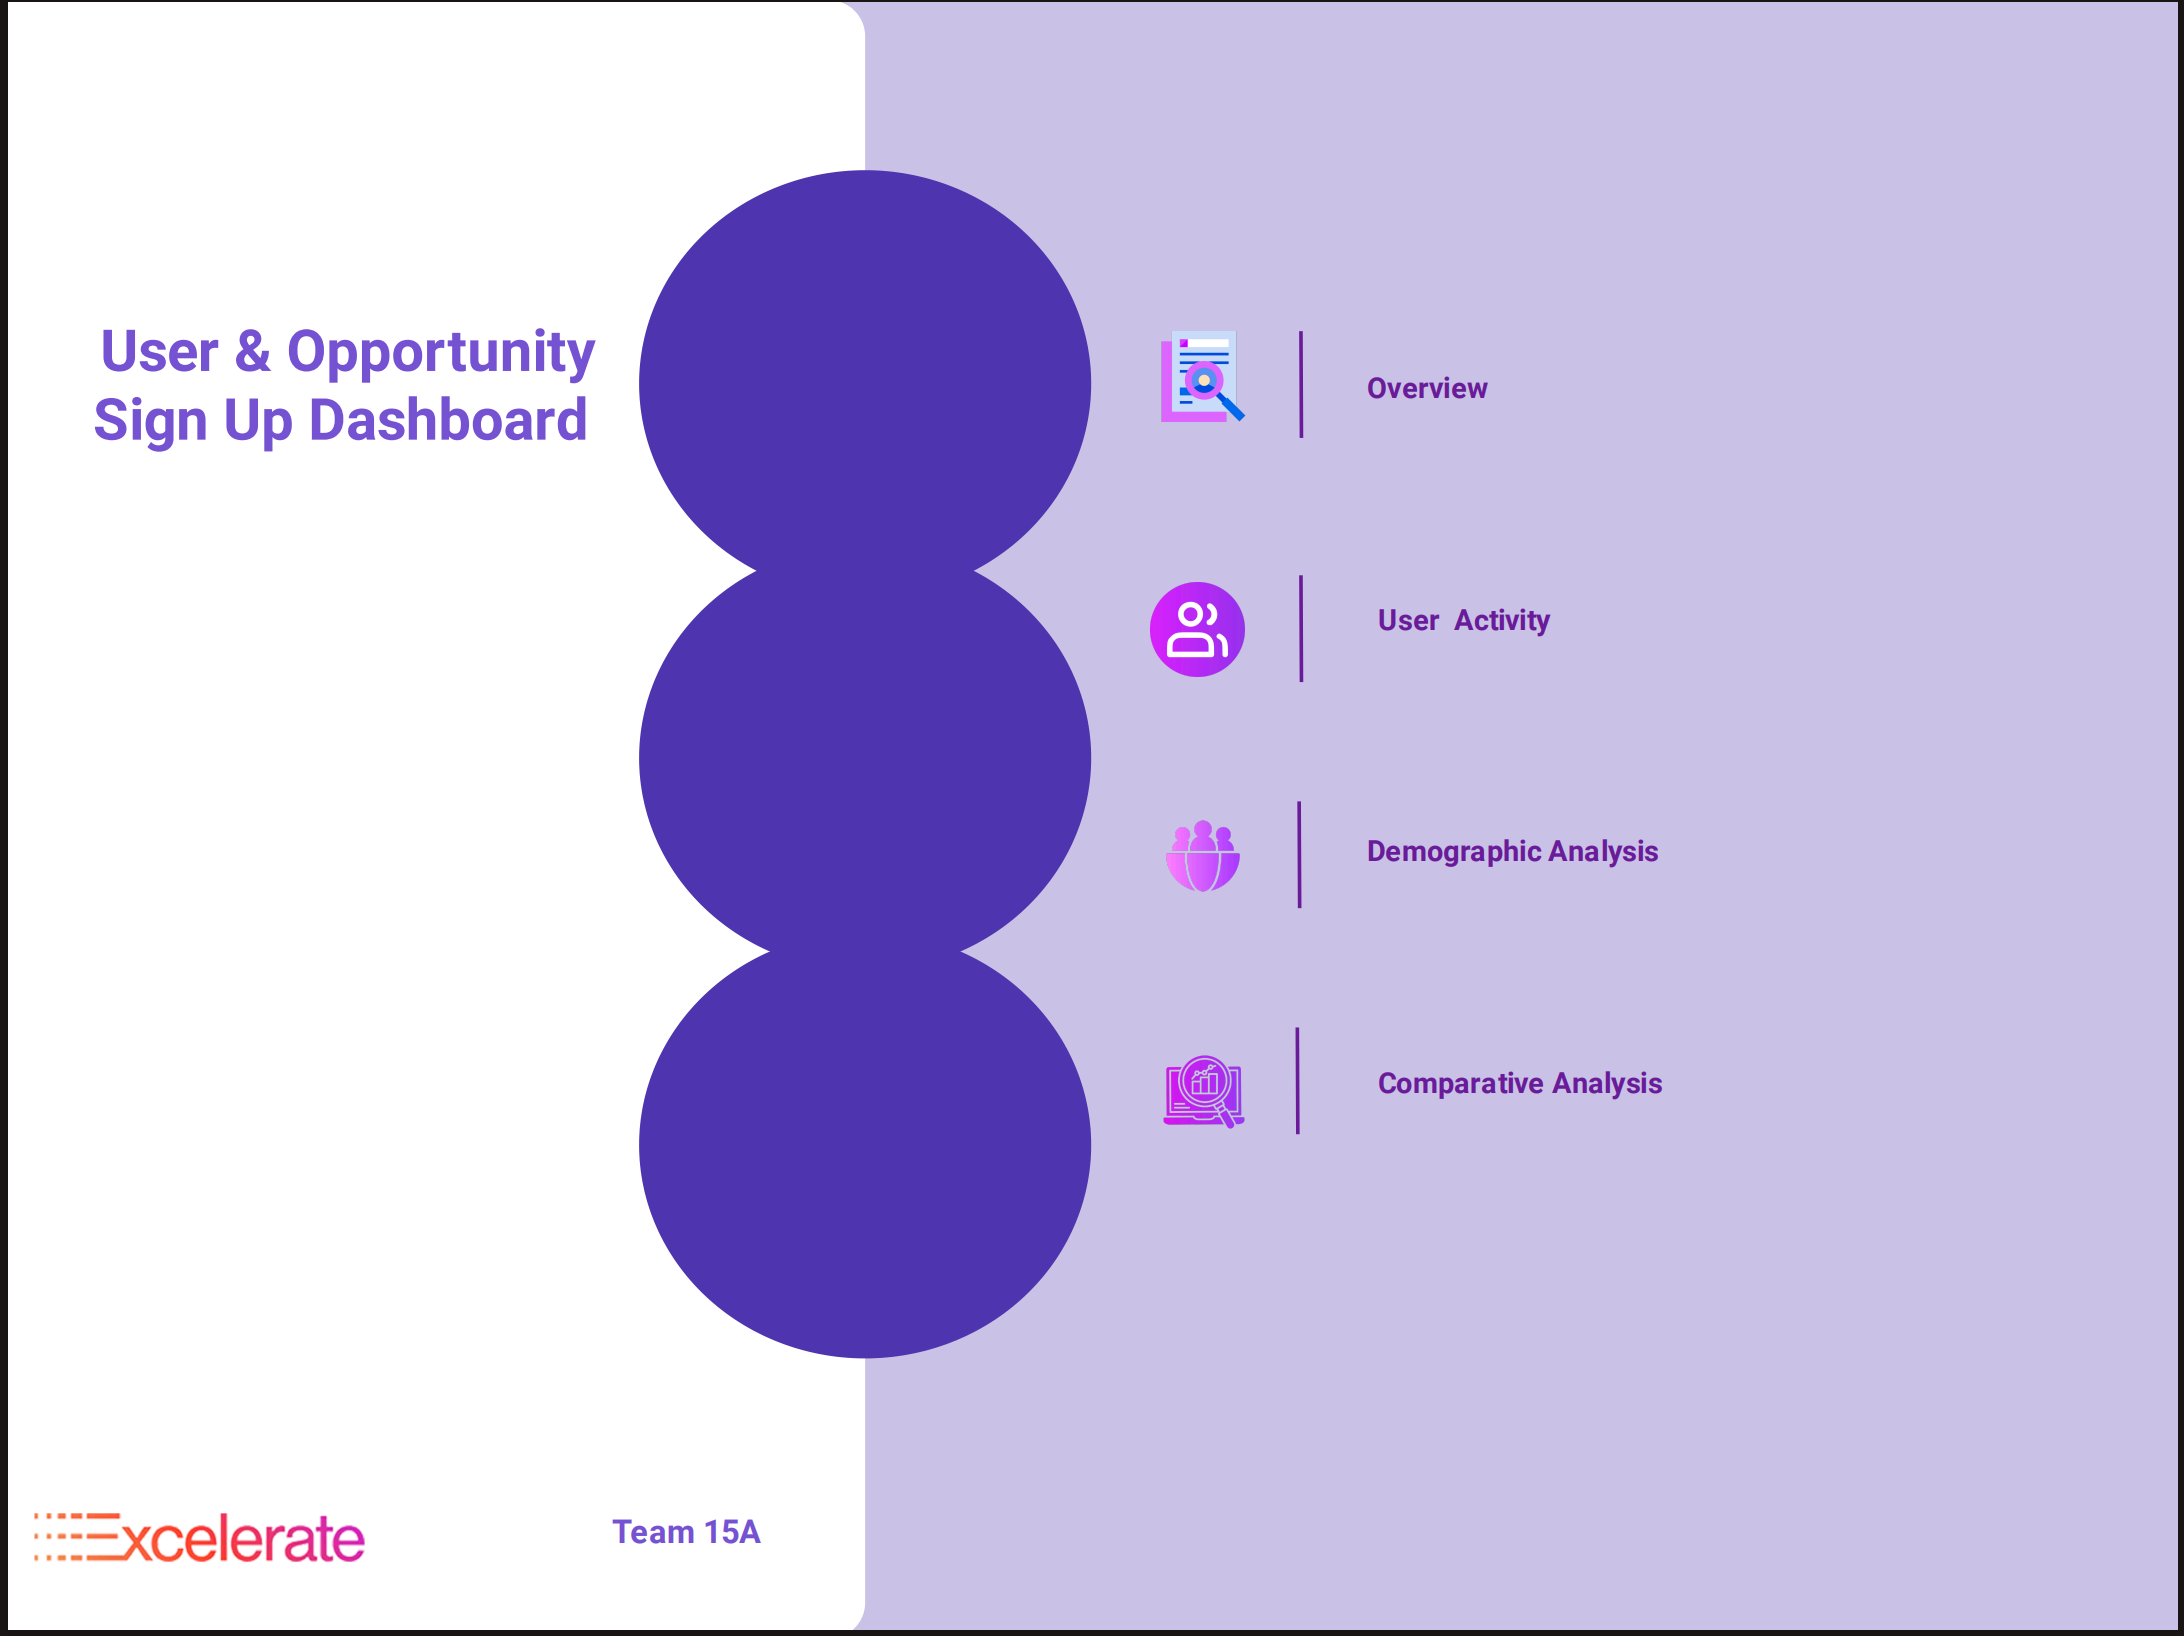 User & Opportunity
Sign Up Dashboard
Overview
User Activity
Demographic Analysis
Comparative Analysis
Excelerate
Team 15A